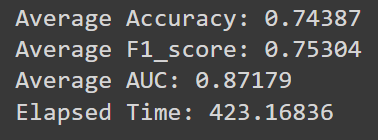 Average Accuracy: 0.74387
Average F1_score: 0.75304
Average AUC: 0.87179
Elapsed Time: 423.16836